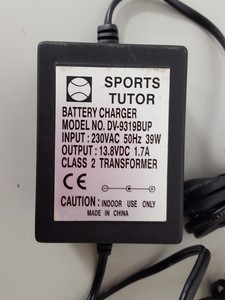 SPORTS
TUTOR
BATTERY CHARGER
MODEL NO. DV-9319BUP
INPUT : 230VAC 50Hz 39W
OUTPUT : 13.8VDC 1.7A
CLASS 2 TRANSFORMER
CE
CAUTION: INDOOR USE ONLY
MADE IN CHINA